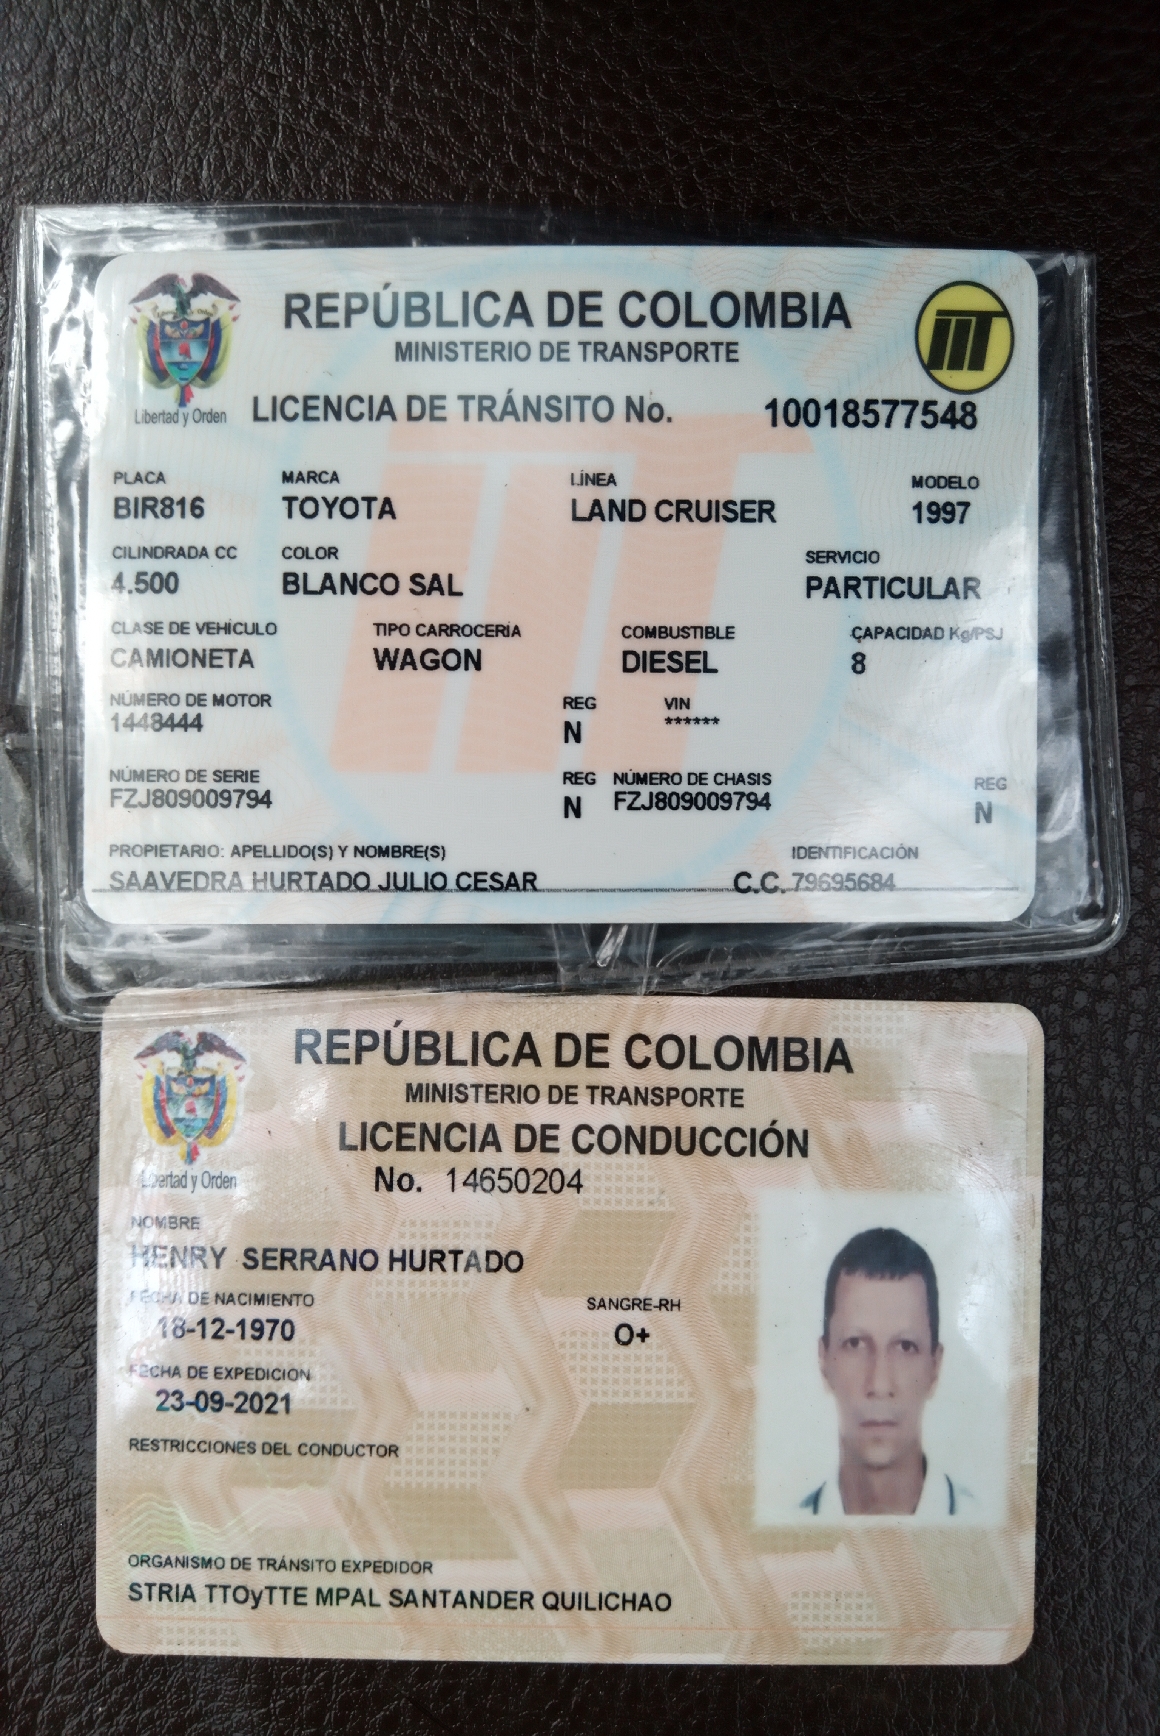 REPÚBLICA DE COLOMBIA
MINISTERIO DE TRANSPORTE
Libertad y Orden
LICENCIA DE TRÁNSITO No. 10018577548
PLACA MARCA LÍNEA MODELO
BIR816 TOYOTA LAND CRUISER 1997
CILINDRADA CC COLOR SERVICIO
4.500 BLANCO SAL PARTICULAR
CLASE DE VEHÍCULO TIPO CARROCERÍA COMBUSTIBLE CAPACIDAD Kg/PSJ
CAMIONETA WAGON DIESEL 8
NÚMERO DE MOTOR REG VIN
1448444 N ******
NÚMERO DE SERIE REG NÚMERO DE CHASIS REG
FZJ809009794 N FZJ809009794 N
PROPIETARIO: APELLIDO(S) Y NOMBRE(S) IDENTIFICACIÓN
SAAVEDRA HURTADO JULIO CESAR C.C. 79695684
REPÚBLICA DE COLOMBIA
MINISTERIO DE TRANSPORTE
LICENCIA DE CONDUCCIÓN
Libertad y Orden
No. 14650204
NOMBRE
HENRY SERRANO HURTADO
FECHA DE NACIMIENTO SANGRE-RH
18-12-1970 O+
FECHA DE EXPEDICION
23-09-2021
RESTRICCIONES DEL CONDUCTOR
ORGANISMO DE TRÁNSITO EXPEDIDOR
STRIA TTOyTTE MPAL SANTANDER QUILICHAO